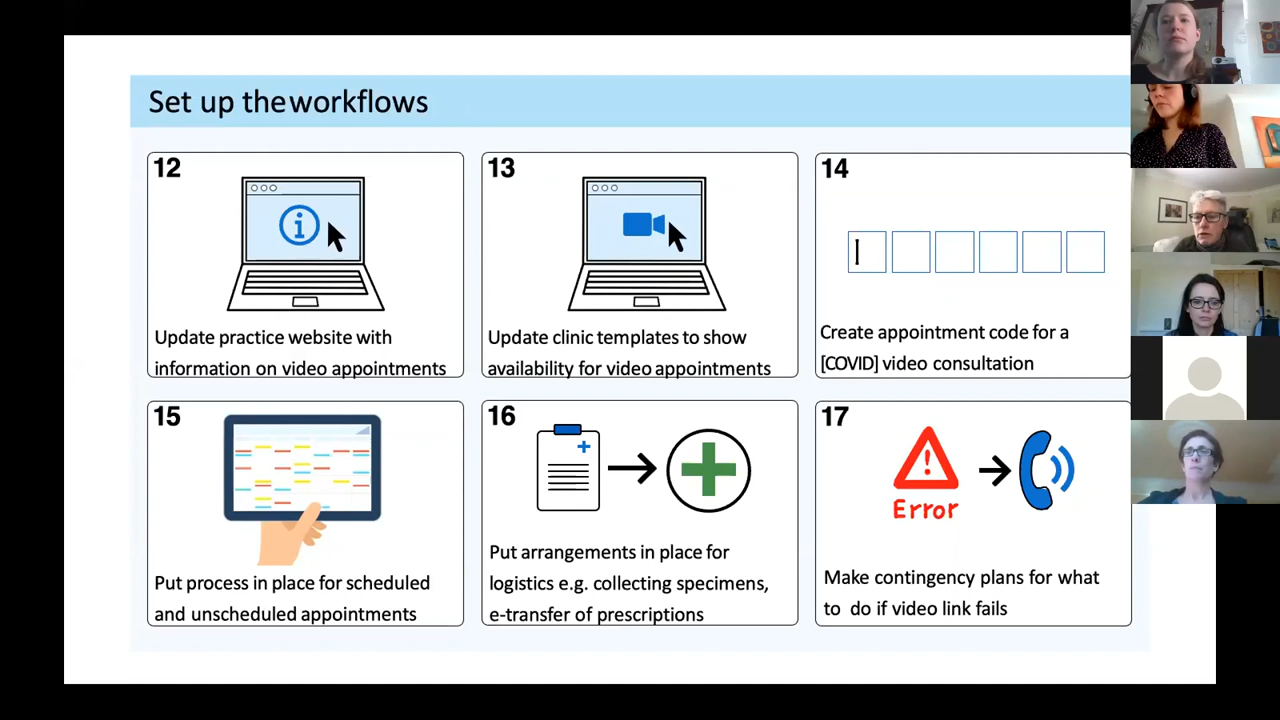 Set up theworkflows
12
Update practice website with
information on video appointments
13
Update clinic templates to show
availability for video appointments
14
Create appointment code for a
[COVID] video consultation
15
Put process in place for scheduled
and unscheduled appointments
16
Put arrangements in place for
logistics e.g. collecting specimens,
e-transfer of prescriptions
17
Error
Make contingency plans for what
to do if video link fails